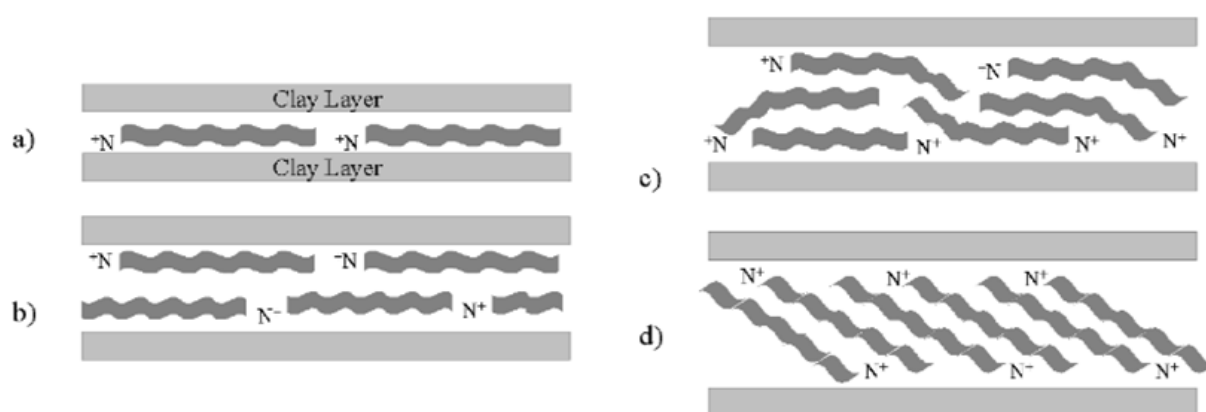 a)
Clay Layer
+N +N
Clay Layer
b)
+N −N
N− N+
c)
+N −N
+N N+ N+ N+
d)
N+ N+ N+
N+ N+ N+